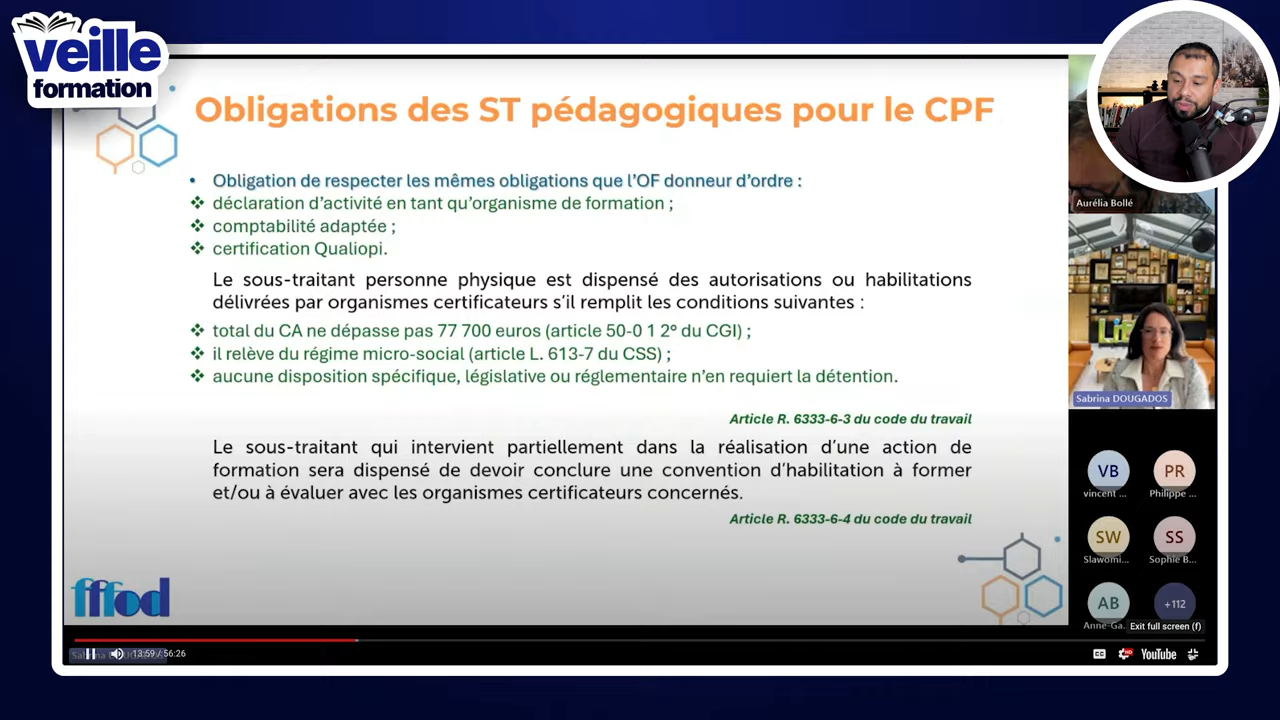 veille
formation
Obligations des ST pédagogiques pour le CPF
• Obligation de respecter les mêmes obligations que l'OF donneur d'ordre :
❖ déclaration d'activité en tant qu'organisme de formation ;
❖ comptabilité adaptée ;
❖ certification Qualiopi.
Le sous-traitant personne physique est dispensé des autorisations ou habilitations
délivrées par organismes certificateurs s'il remplit les conditions suivantes :
❖ total du CA ne dépasse pas 77 700 euros (article 50-0 1 2° du CGI) ;
❖ il relève du régime micro-social (article L. 613-7 du CSS) ;
❖ aucune disposition spécifique, législative ou réglementaire n'en requiert la détention.
Article R. 6333-6-3 du code du travail
Le sous-traitant qui intervient partiellement dans la réalisation d'une action de
formation sera dispensé de devoir conclure une convention d'habilitation à former
et/ou à évaluer avec les organismes certificateurs concernés.
Article R. 6333-6-4 du code du travail
fffod
Aurélia Bollé
Sabrina DOUGADOS
VB
vincent ...
PR
Philippe ...
SW
Slawomi...
SS
Sophie B...
AB
Anne-Ga...
+112
Exit full screen (f)
13:59 / 56:26
CC
HD
YouTube